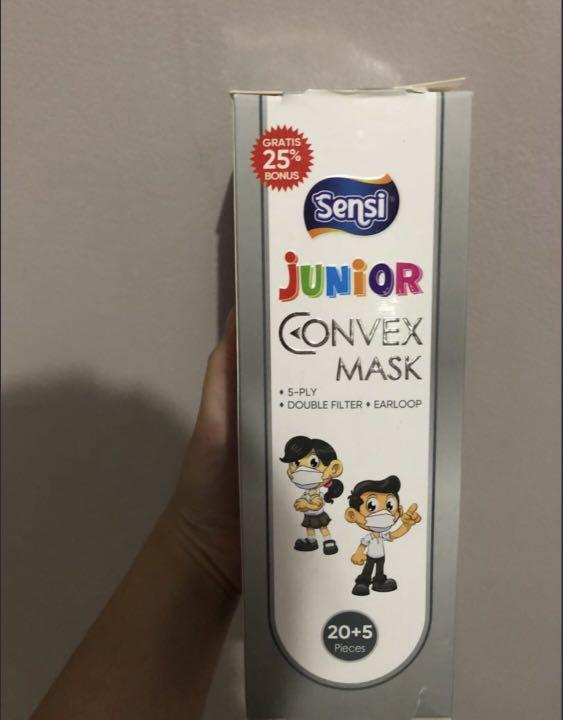 GRATIS
25%
BONUS
Sensi
JUNiOR
CONVEX
MASK
♦ 5-PLY
♦ DOUBLE FILTER ♦ EARLOOP
20+5
Pieces